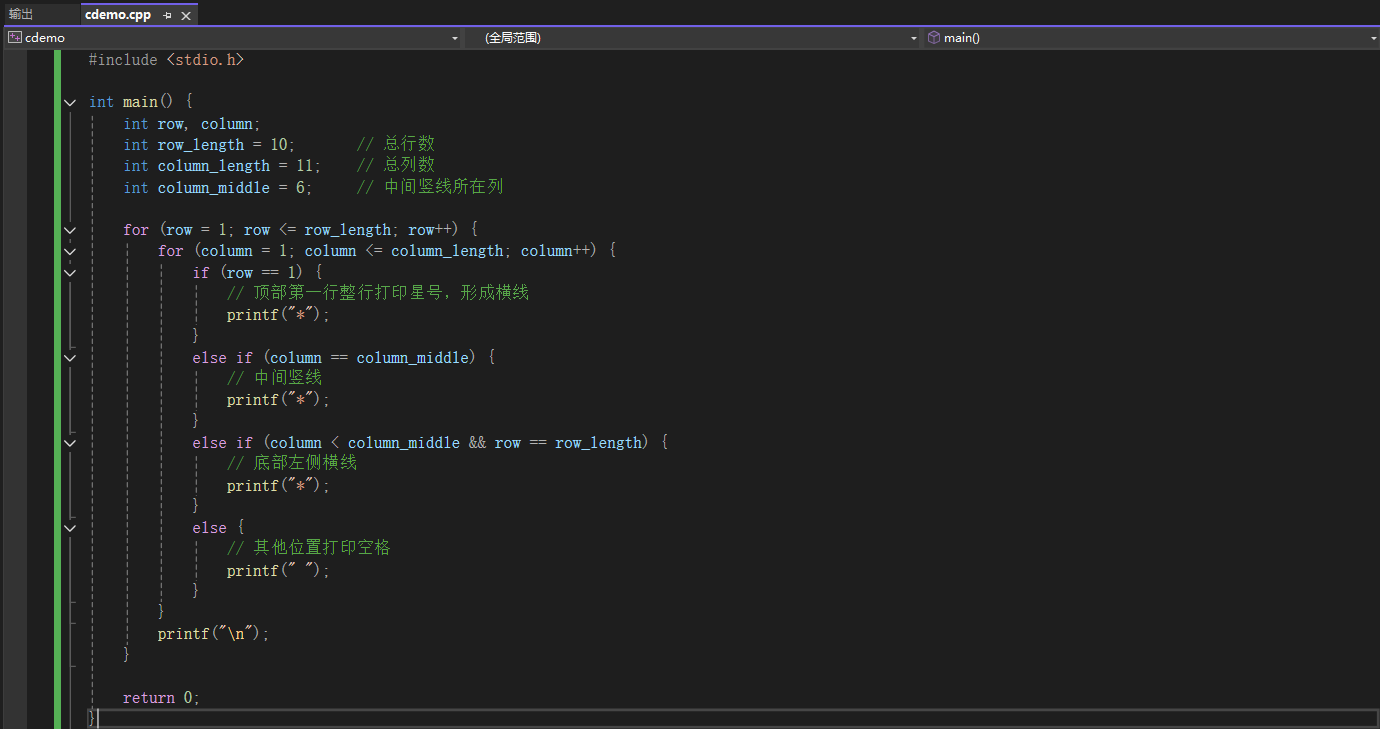 输出
cdemo.cpp
cdemo
(全局范围)
main()
#include <stdio.h>
int main() {
int row, column;
int row_length = 10; // 总行数
int column_length = 11; // 总列数
int column_middle = 6; // 中间竖线所在列
for (row = 1; row <= row_length; row++) {
for (column = 1; column <= column_length; column++) {
if (row == 1) {
// 顶部第一行整行打印星号，形成横线
printf("*");
}
else if (column == column_middle) {
// 中间竖线
printf("*");
}
else if (column < column_middle && row == row_length) {
// 底部左侧横线
printf("*");
}
else {
// 其他位置打印空格
printf(" ");
}
}
printf("\n");
}
return 0;
}